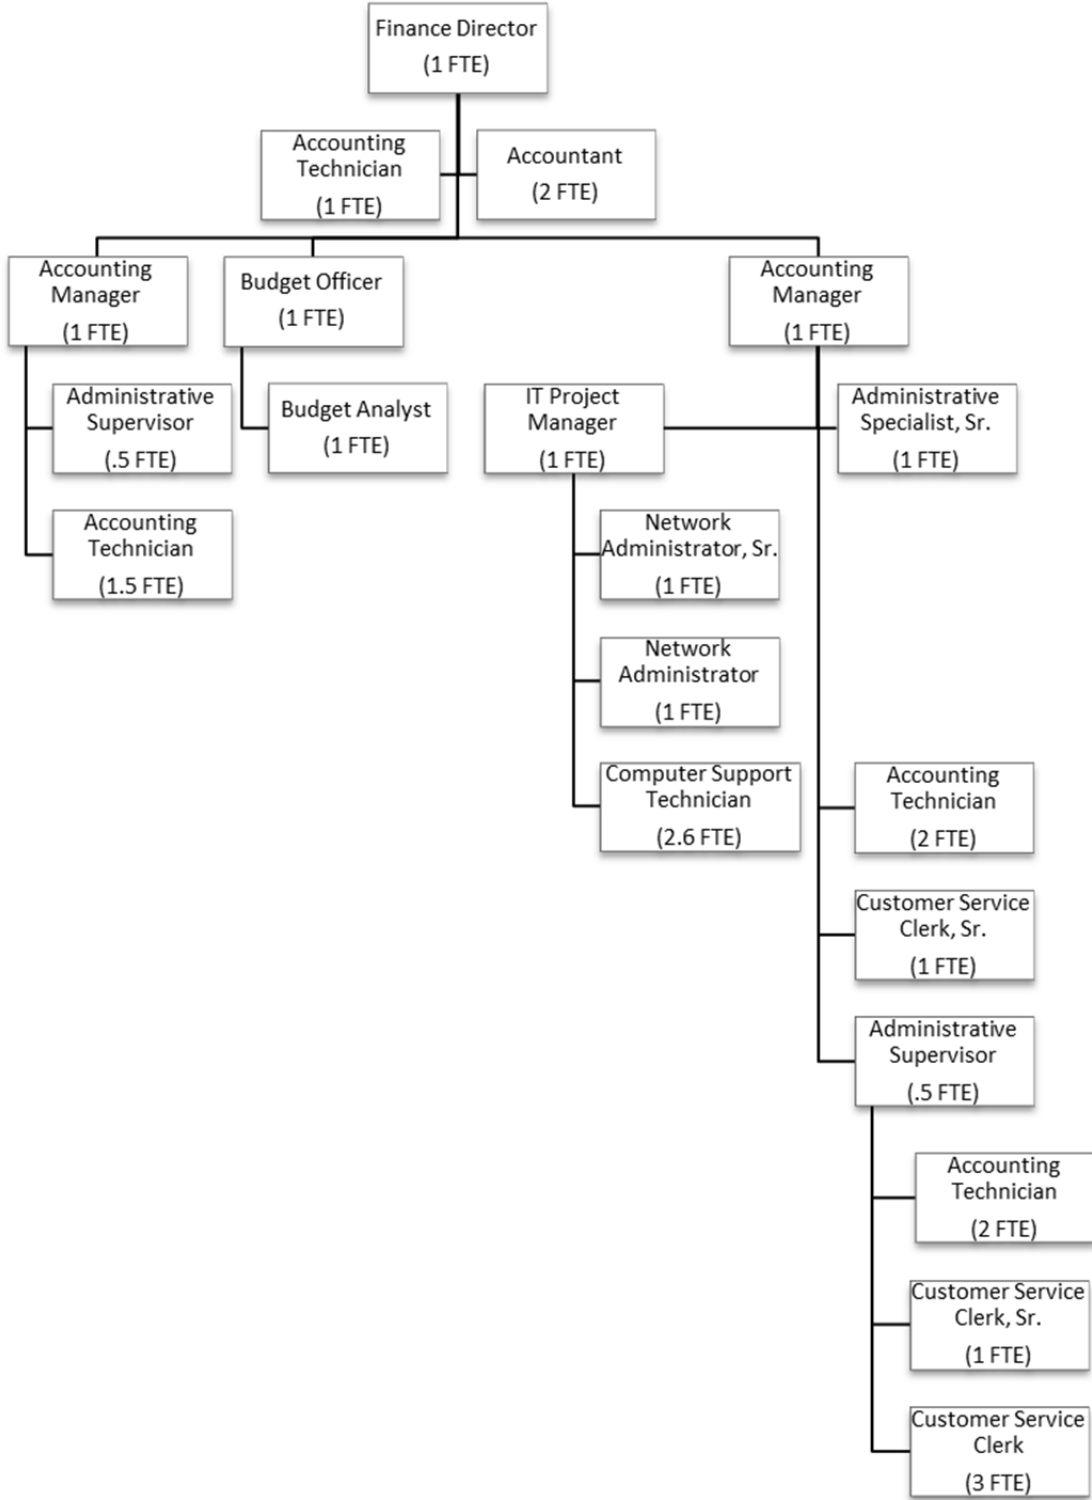 Finance Director
(1 FTE)
Accounting
Technician
(1 FTE)
Accountant
(2 FTE)
Accounting
Manager
(1 FTE)
Budget Officer
(1 FTE)
Accounting
Manager
(1 FTE)
Administrative
Supervisor
(.5 FTE)
Budget Analyst
(1 FTE)
IT Project
Manager
(1 FTE)
Administrative
Specialist, Sr.
(1 FTE)
Accounting
Technician
(1.5 FTE)
Network
Administrator, Sr.
(1 FTE)
Network
Administrator
(1 FTE)
Computer Support
Technician
(2.6 FTE)
Accounting
Technician
(2 FTE)
Customer Service
Clerk, Sr.
(1 FTE)
Administrative
Supervisor
(.5 FTE)
Accounting
Technician
(2 FTE)
Customer Service
Clerk, Sr.
(1 FTE)
Customer Service
Clerk
(3 FTE)